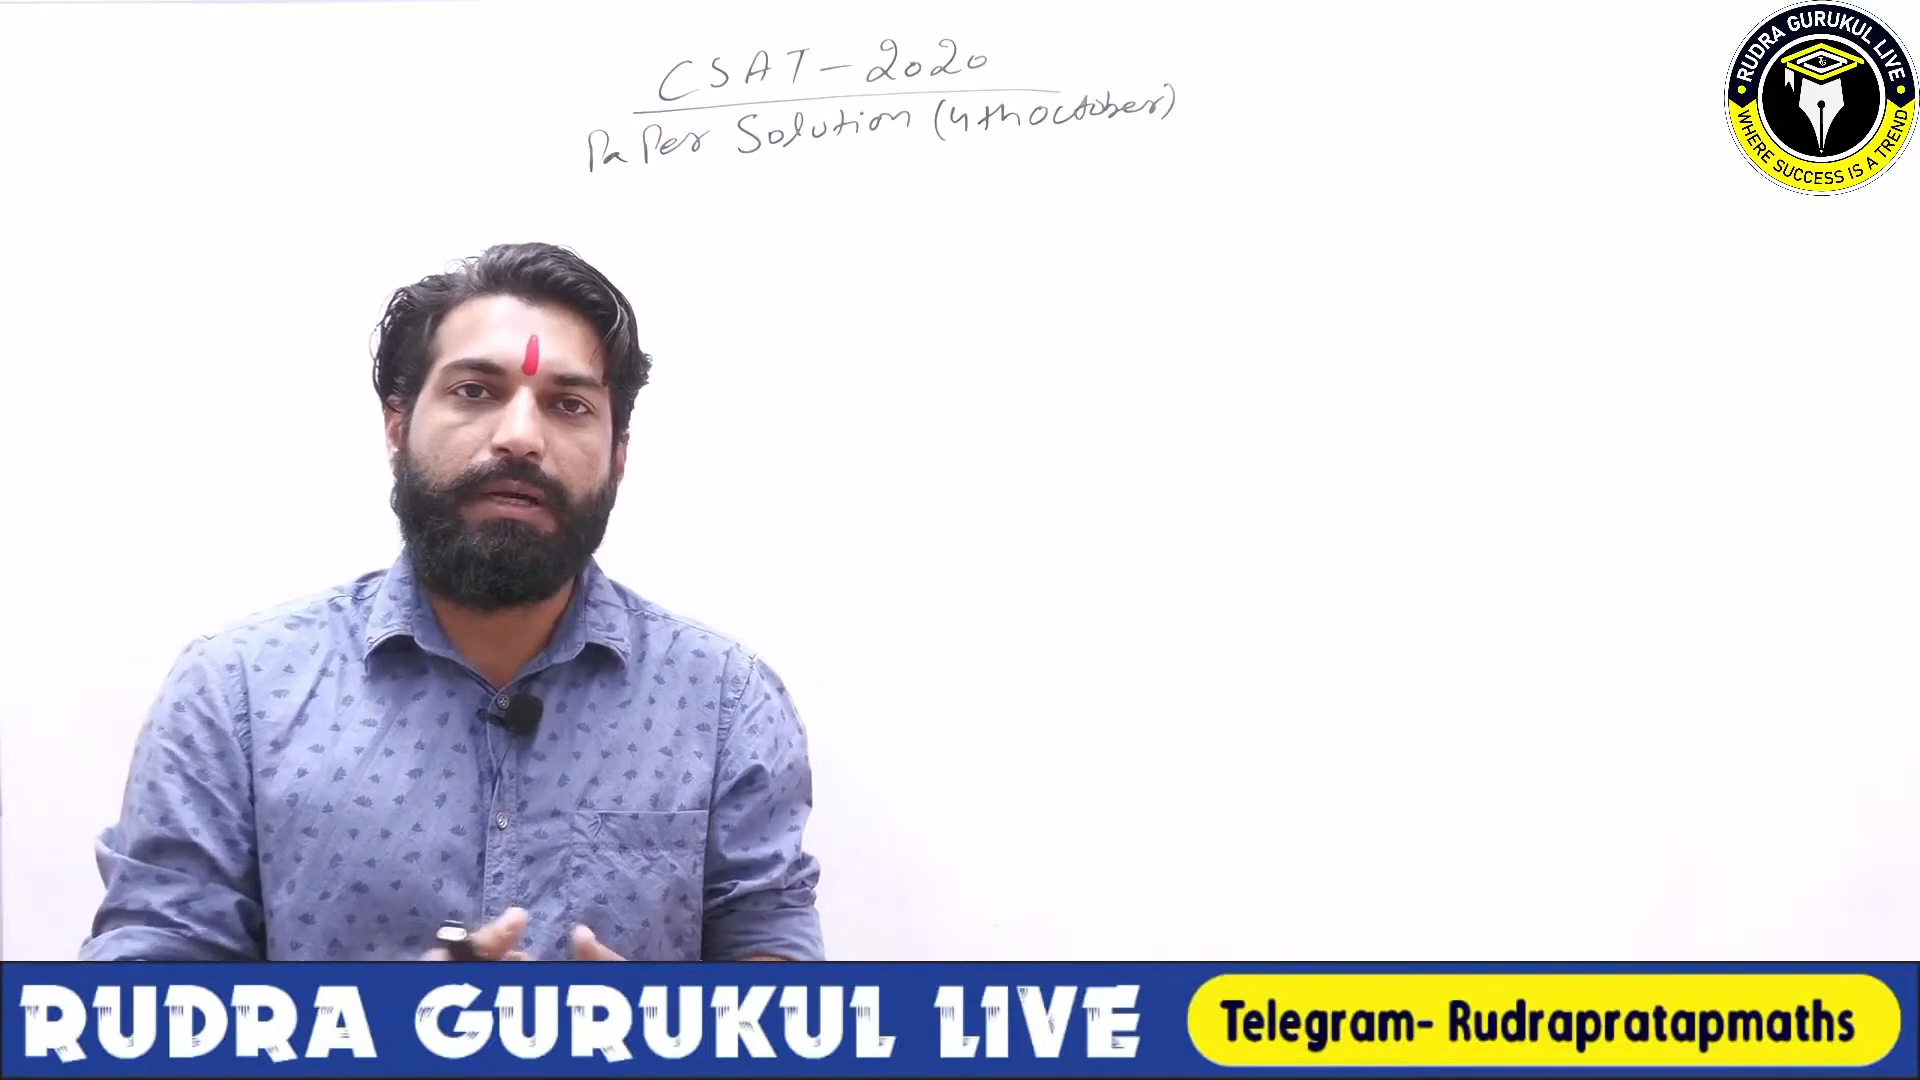 CSAT - 2020
PaPer Solution (4th october)
RUDRA GURUKUL LIVE
WHERE SUCCESS IS A TREND
RUDRA GURUKUL LIVE
Telegram- Rudrapratapmaths